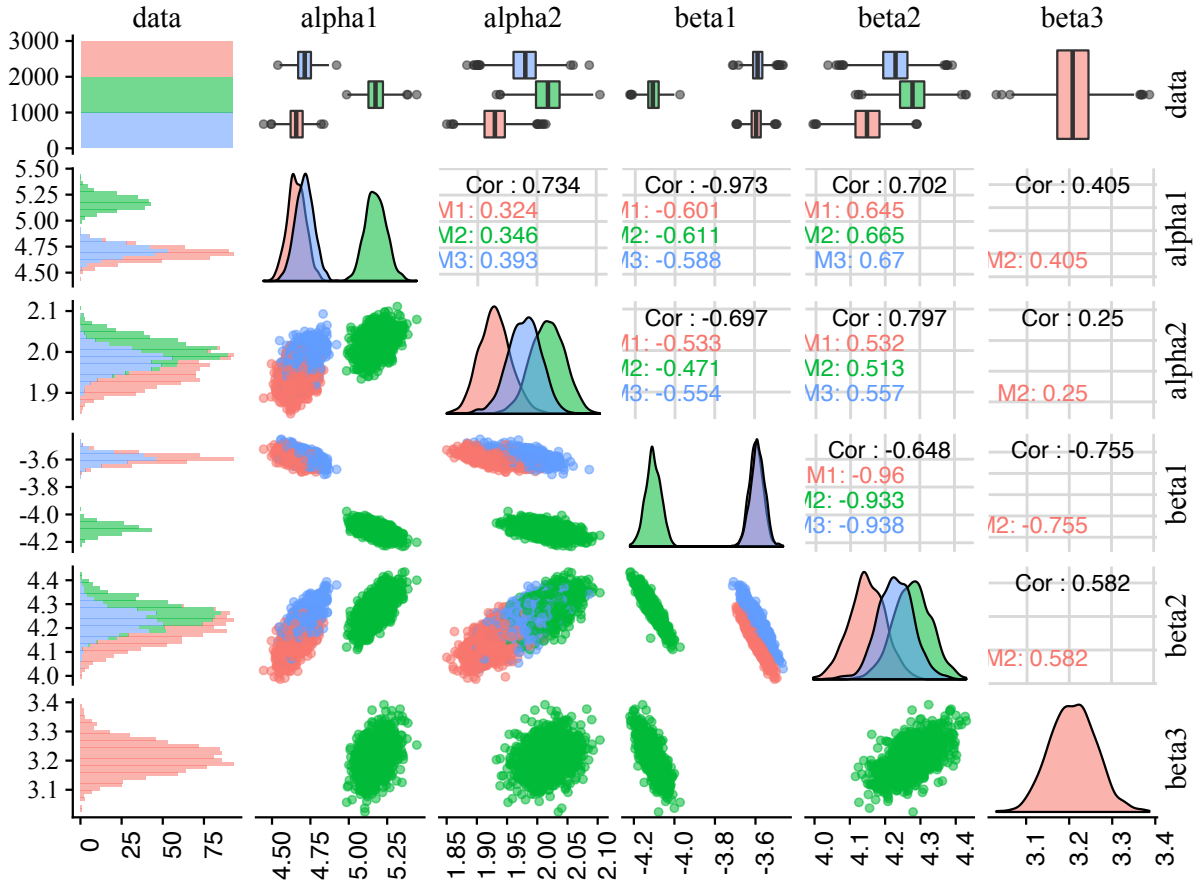 data alpha1 alpha2 beta1 beta2 beta3
3000
2000
1000
0
data
5.50
5.25
5.00
4.75
4.50
Cor : 0.734
M1: 0.324
M2: 0.346
M3: 0.393
Cor : -0.973
M1: -0.601
M2: -0.611
M3: -0.588
Cor : 0.702
M1: 0.645
M2: 0.665
M3: 0.67
Cor : 0.405
M2: 0.405
alpha1
2.1
2.0
1.9
Cor : -0.697
M1: -0.533
M2: -0.471
M3: -0.554
Cor : 0.797
M1: 0.532
M2: 0.513
M3: 0.557
Cor : 0.25
M2: 0.25
alpha2
-3.6
-3.8
-4.0
-4.2
Cor : -0.648
M1: -0.96
M2: -0.933
M3: -0.938
Cor : -0.755
M2: -0.755
beta1
4.4
4.3
4.2
4.1
4.0
Cor : 0.582
M2: 0.582
beta2
3.4
3.3
3.2
3.1
beta3
0 25 50 75
4.50 4.75 5.00 5.25
1.85 1.90 1.95 2.00 2.05 2.10
-4.2 -4.0 -3.8 -3.6
4.0 4.1 4.2 4.3 4.4
3.1 3.2 3.3 3.4